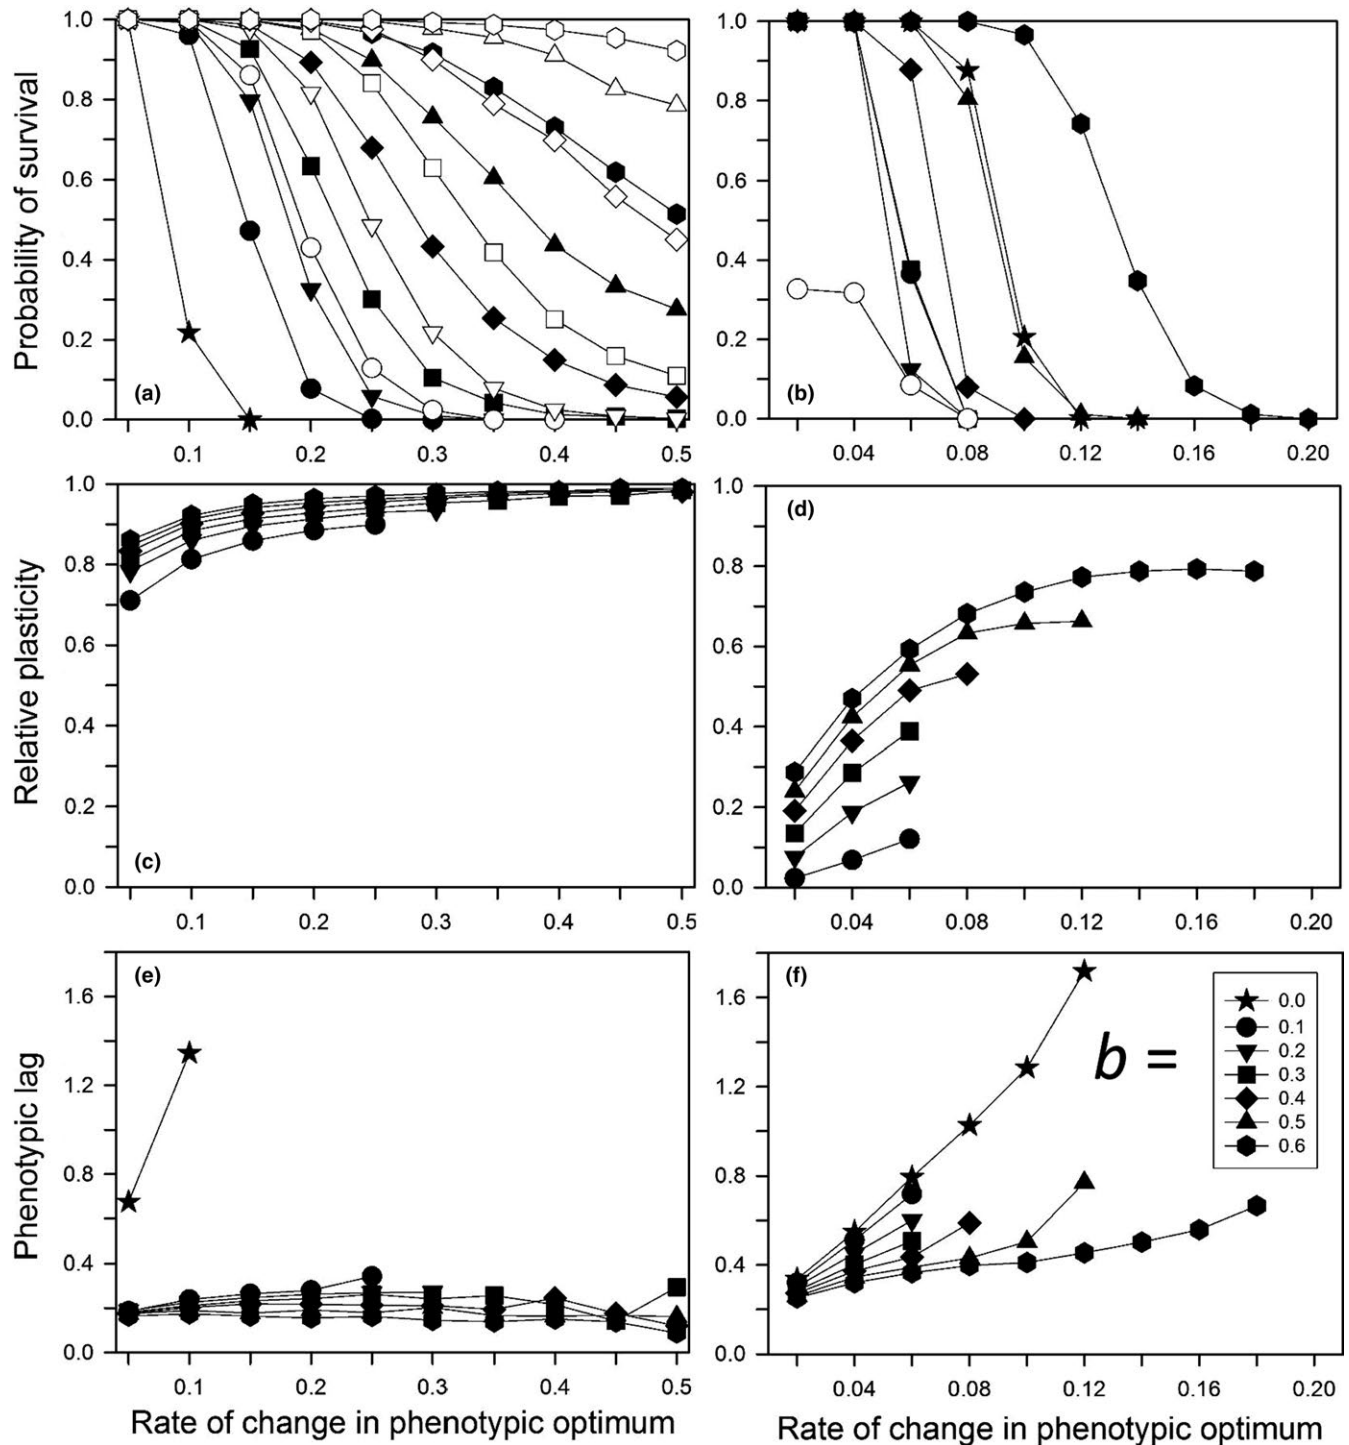 Probability of survival
1.0
0.8
0.6
0.4
0.2
0.0
(a)
0.1 0.2 0.3 0.4 0.5
1.0
0.8
0.6
0.4
0.2
0.0
(b)
0.04 0.08 0.12 0.16 0.20
Relative plasticity
1.0
0.8
0.6
0.4
0.2
0.0
(c)
0.1 0.2 0.3 0.4 0.5
1.0
0.8
0.6
0.4
0.2
0.0
(d)
0.04 0.08 0.12 0.16 0.20
Phenotypic lag
(e)
1.6
1.2
0.8
0.4
0.0
0.1 0.2 0.3 0.4 0.5
Rate of change in phenotypic optimum
(f)
1.6
1.2
0.8
0.4
0.0
b =
0.0
0.1
0.2
0.3
0.4
0.5
0.6
0.04 0.08 0.12 0.16 0.20
Rate of change in phenotypic optimum